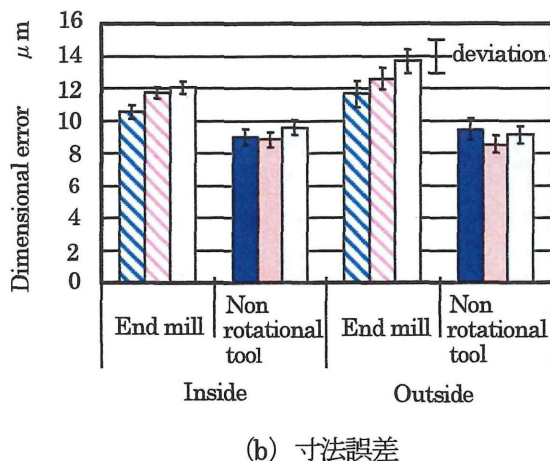 Dimensional error μm
16
14
12
10
8
6
4
2
0
deviation
End mill
Non
rotational
tool
End mill
Non
rotational
tool
Inside
Outside
(b) 寸法誤差